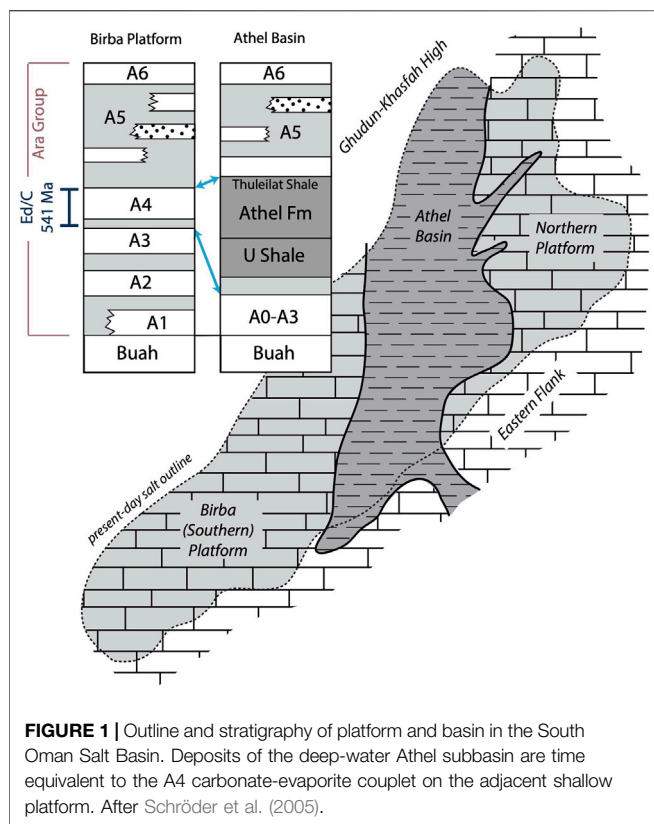 Birba Platform
Athel Basin
Ara Group
Ed/C
541 Ma
A6
A5
A4
A3
A2
A1
Buah
A6
A5
Thuleilat Shale
Athel Fm
U Shale
A0-A3
Buah
Ghudun-Khasfah High
Athel
Basin
Northern
Platform
Eastern Flank
present-day salt outline
Birba
(Southern)
Platform
FIGURE 1 | Outline and stratigraphy of platform and basin in the South
Oman Salt Basin. Deposits of the deep-water Athel subbasin are time
equivalent to the A4 carbonate-evaporite couplet on the adjacent shallow
platform. After Schröder et al. (2005).